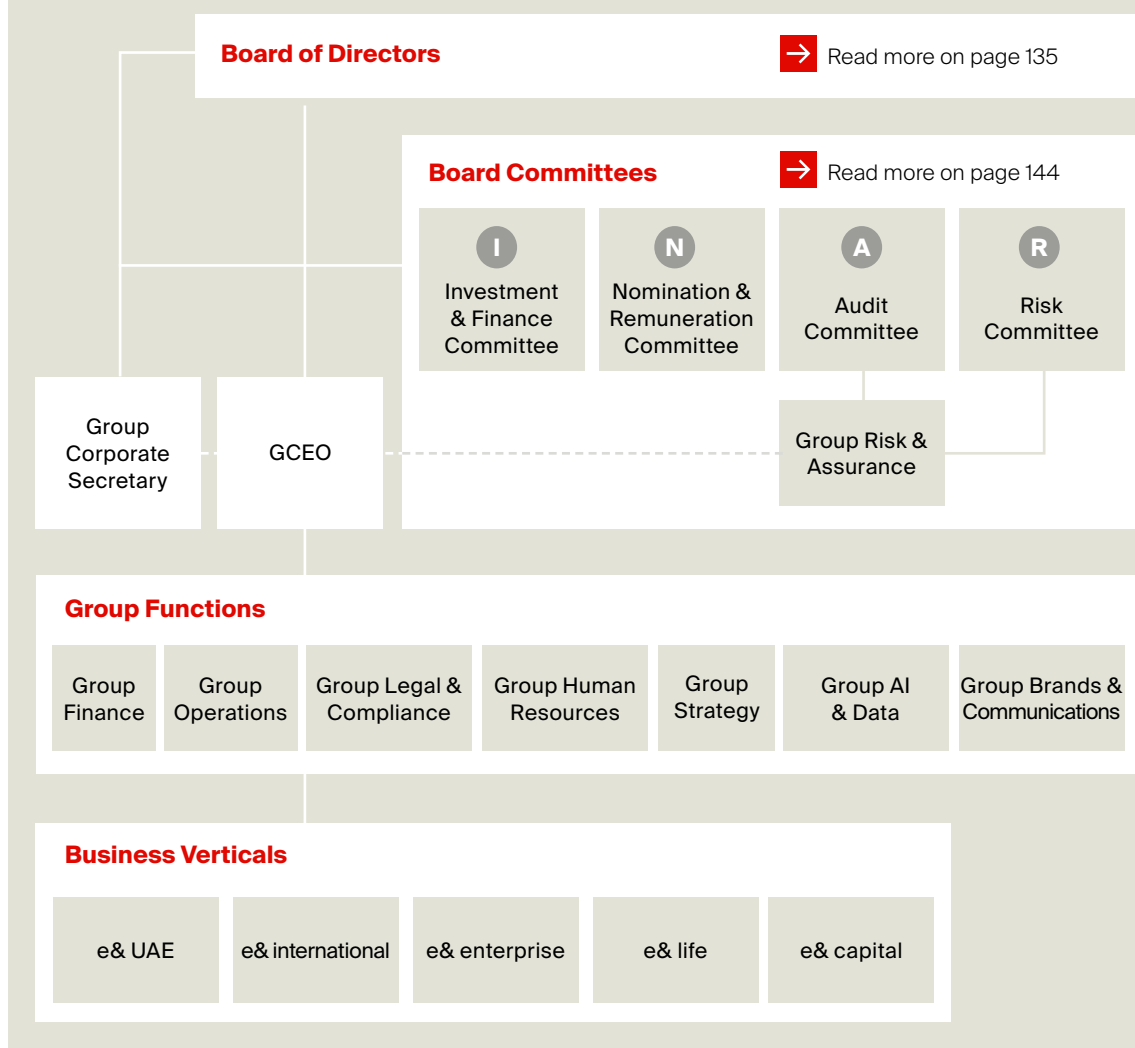 Board of Directors
→ Read more on page 135
Board Committees
→ Read more on page 144
I
Investment
& Finance
Committee
N
Nomination &
Remuneration
Committee
A
Audit
Committee
R
Risk
Committee
Group
Corporate
Secretary
GCEO
Group Risk &
Assurance
Group Functions
Group
Finance
Group
Operations
Group Legal &
Compliance
Group Human
Resources
Group
Strategy
Group AI
& Data
Group Brands &
Communications
Business Verticals
e& UAE
e& international
e& enterprise
e& life
e& capital